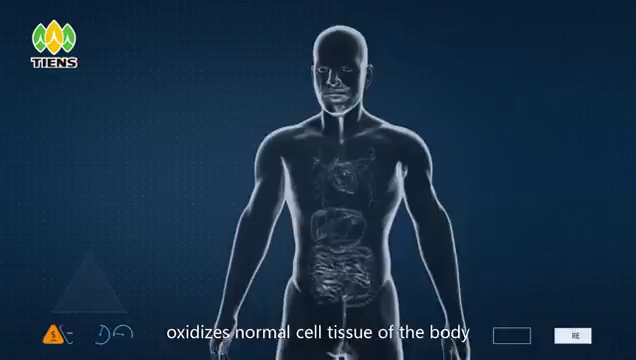 TIENS
oxidizes normal cell tissue of the body
RE